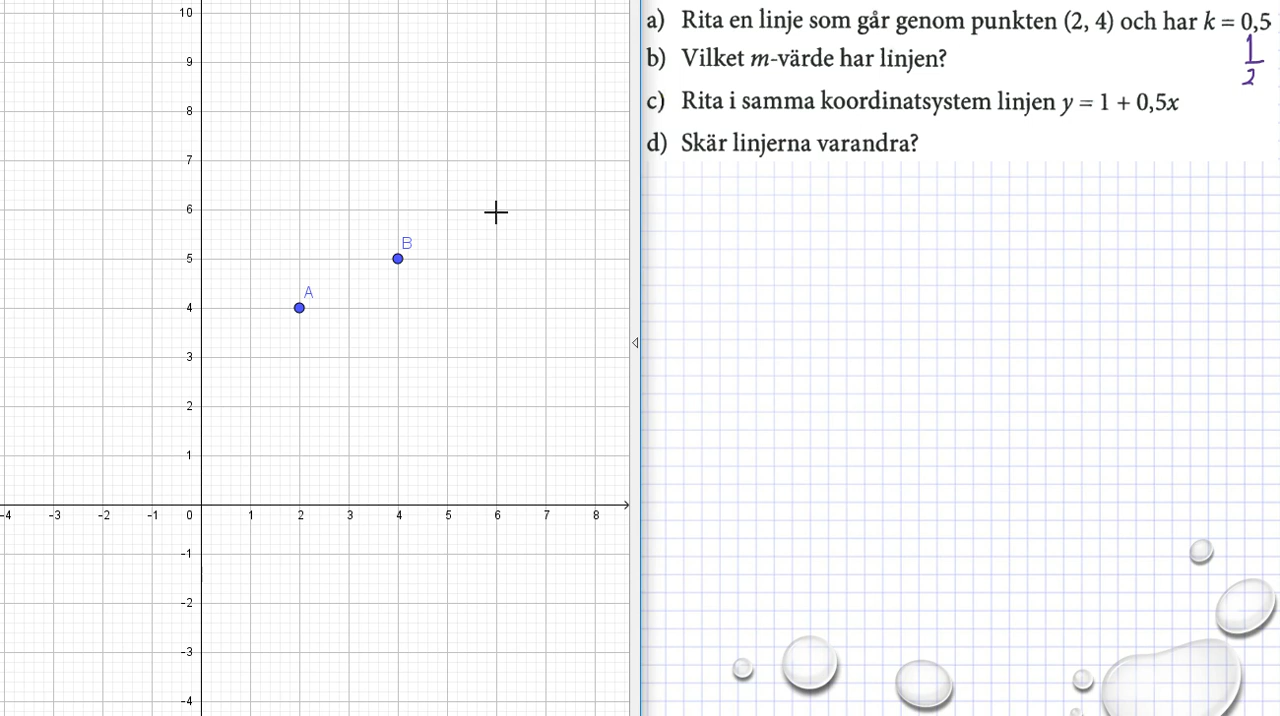 a) Rita en linje som går genom punkten (2, 4) och har k = 0,5
1
2
b) Vilket m-värde har linjen?
c) Rita i samma koordinatsystem linjen y = 1 + 0,5x
d) Skär linjerna varandra?
10
9
8
7
6
5
B
A
4
3
2
1
-4 -3 -2 -1 0 1 2 3 4 5 6 7 8
-1
-2
-3
-4